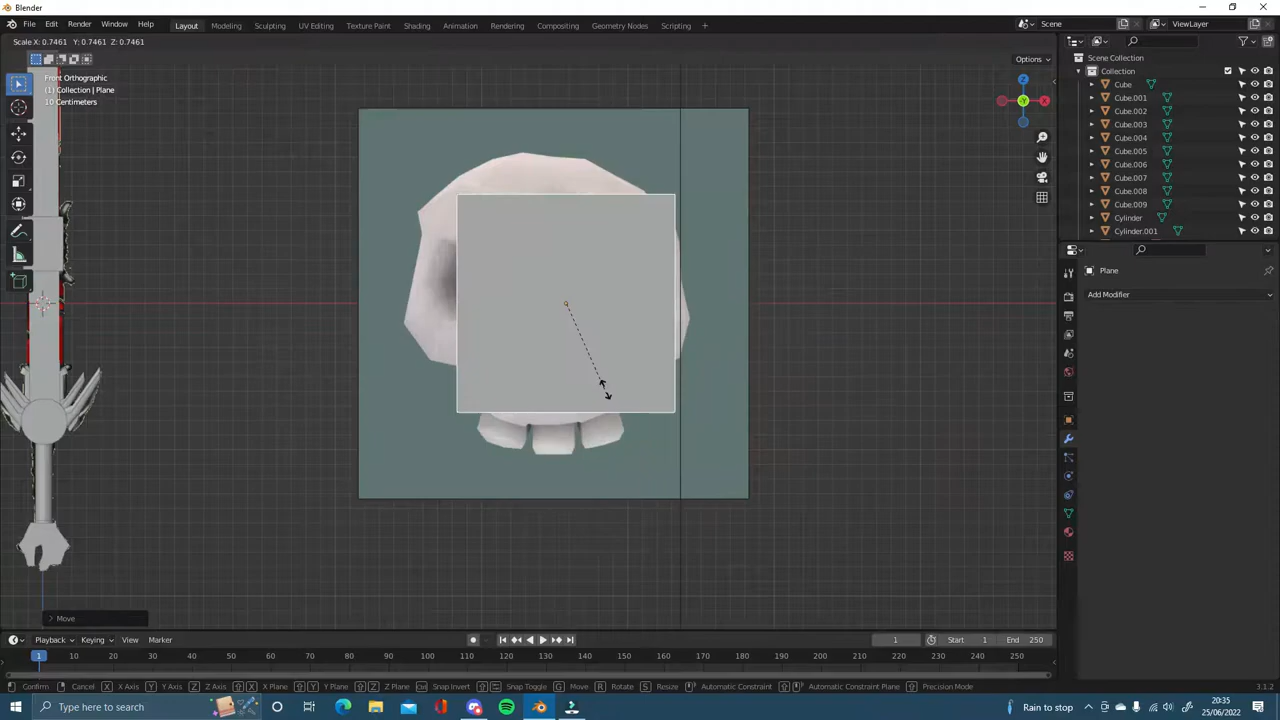 Blender
File Edit Render Window Help Layout Modeling Sculpting UV Editing Texture Paint Shading Animation Rendering Compositing Geometry Nodes Scripting + Scene ViewLayer
Scale X: 0.7461 Y: 0.7461 Z: 0.7461
Options
Front Orthographic
(1) Collection | Plane
10 Centimeters
Z
X
Y
Scene Collection
Collection
Cube
Cube.001
Cube.002
Cube.003
Cube.004
Cube.005
Cube.006
Cube.007
Cube.008
Cube.009
Cylinder
Cylinder.001
Plane
Add Modifier
Move
Playback Keying View Marker 1 Start 1 End 250
1 10 20 30 40 50 60 70 80 90 100 110 120 130 140 150 160 170 180 190 200 210 220 230 240 250
Confirm Cancel X X Axis Y Y Axis Z Z Axis X X Plane Y Y Plane Z Z Plane Ctrl Snap Invert Snap Toggle G Move R Rotate S Resize Automatic Constraint Automatic Constraint Plane Precision Mode
3.1.2
Type here to search
Rain to stop
20:35
25/06/2022